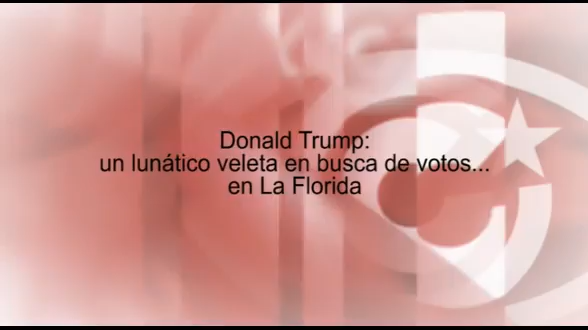 Donald Trump:
un lunático veleta en busca de votos...
en La Florida